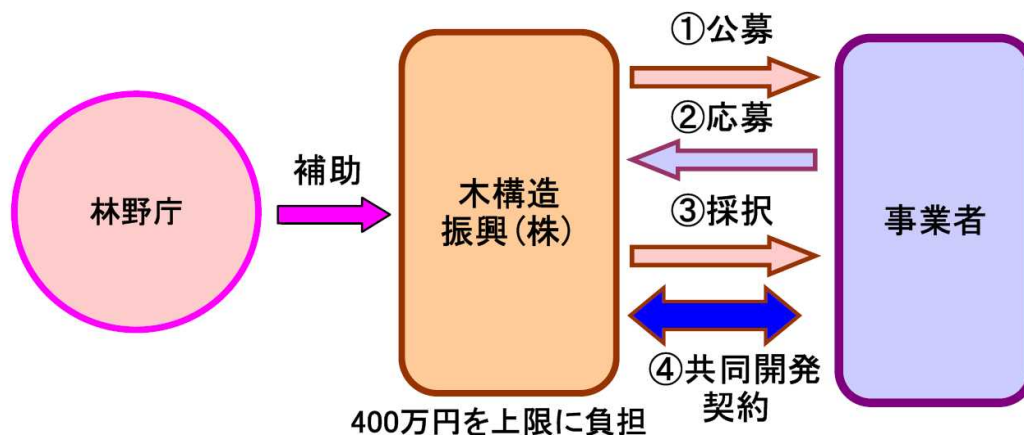 林野庁
補助
木構造
振興(株)
400万円を上限に負担
①公募
②応募
③採択
④共同開発
契約
事業者